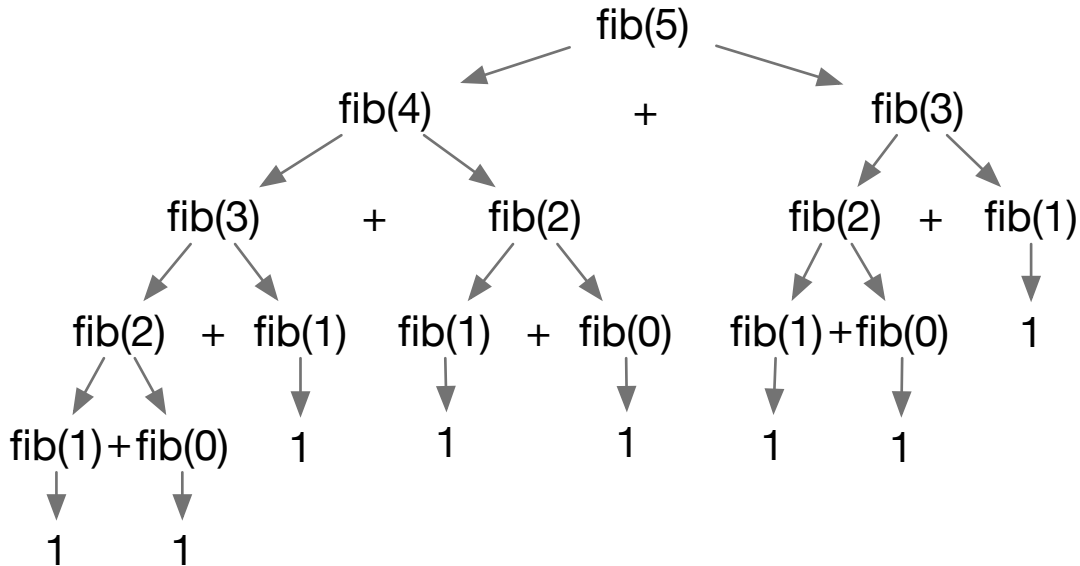 fib(5)
fib(4) + fib(3)
fib(3) + fib(2) fib(2) + fib(1)
fib(2) + fib(1) fib(1) + fib(0) fib(1)+fib(0) 1
fib(1)+fib(0) 1 1 1 1 1
1 1